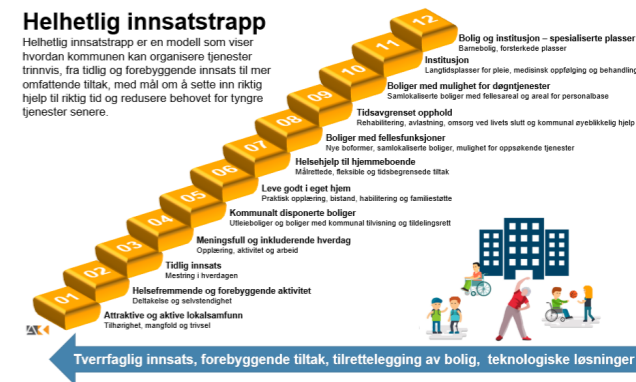 Helhetlig innsatstrapp
Helhetlig innsatstrapp er en modell som viser
hvordan kommunen kan organisere tjenester
trinnvis, fra tidlig og forebyggende innsats til mer
omfattende tiltak, med mål om å sette inn riktig
hjelp til riktig tid og redusere behovet for tyngre
tjenester senere.
12
Bolig og institusjon – spesialiserte plasser
Barnebolig, forsterkede plasser
11
Institusjon
Langtidsplasser for pleie, medisinsk oppfølging og behandling
10
Boliger med mulighet for døgntjenester
Samlokaliserte boliger med fellesareal og areal for personalbase
09
Tidsavgrenset opphold
Rehabilitering, avlastning, omsorg ved livets slutt og kommunal øyeblikkelig hjelp
08
Boliger med fellesfunksjoner
Nye boformer, samlokaliserte boliger, mulighet for oppsøkende tjenester
07
Helsehjelp til hjemmeboende
Målrettede, fleksible og tidsbegrensede tiltak
06
Leve godt i eget hjem
Praktisk opplæring, bistand, habilitering og familiestøtte
05
Kommunalt disponerte boliger
Utleieboliger og boliger med kommunal tilvisning og tildelingsrett
04
Meningsfull og inkluderende hverdag
Opplæring, aktivitet og arbeid
03
Tidlig innsats
Mestring i hverdagen
02
Helsefremmende og forebyggende aktivitet
Deltakelse og selvstendighet
01
Attraktive og aktive lokalsamfunn
Tilhørighet, mangfold og trivsel
Tverrfaglig innsats, forebyggende tiltak, tilrettelegging av bolig, teknologiske løsninger